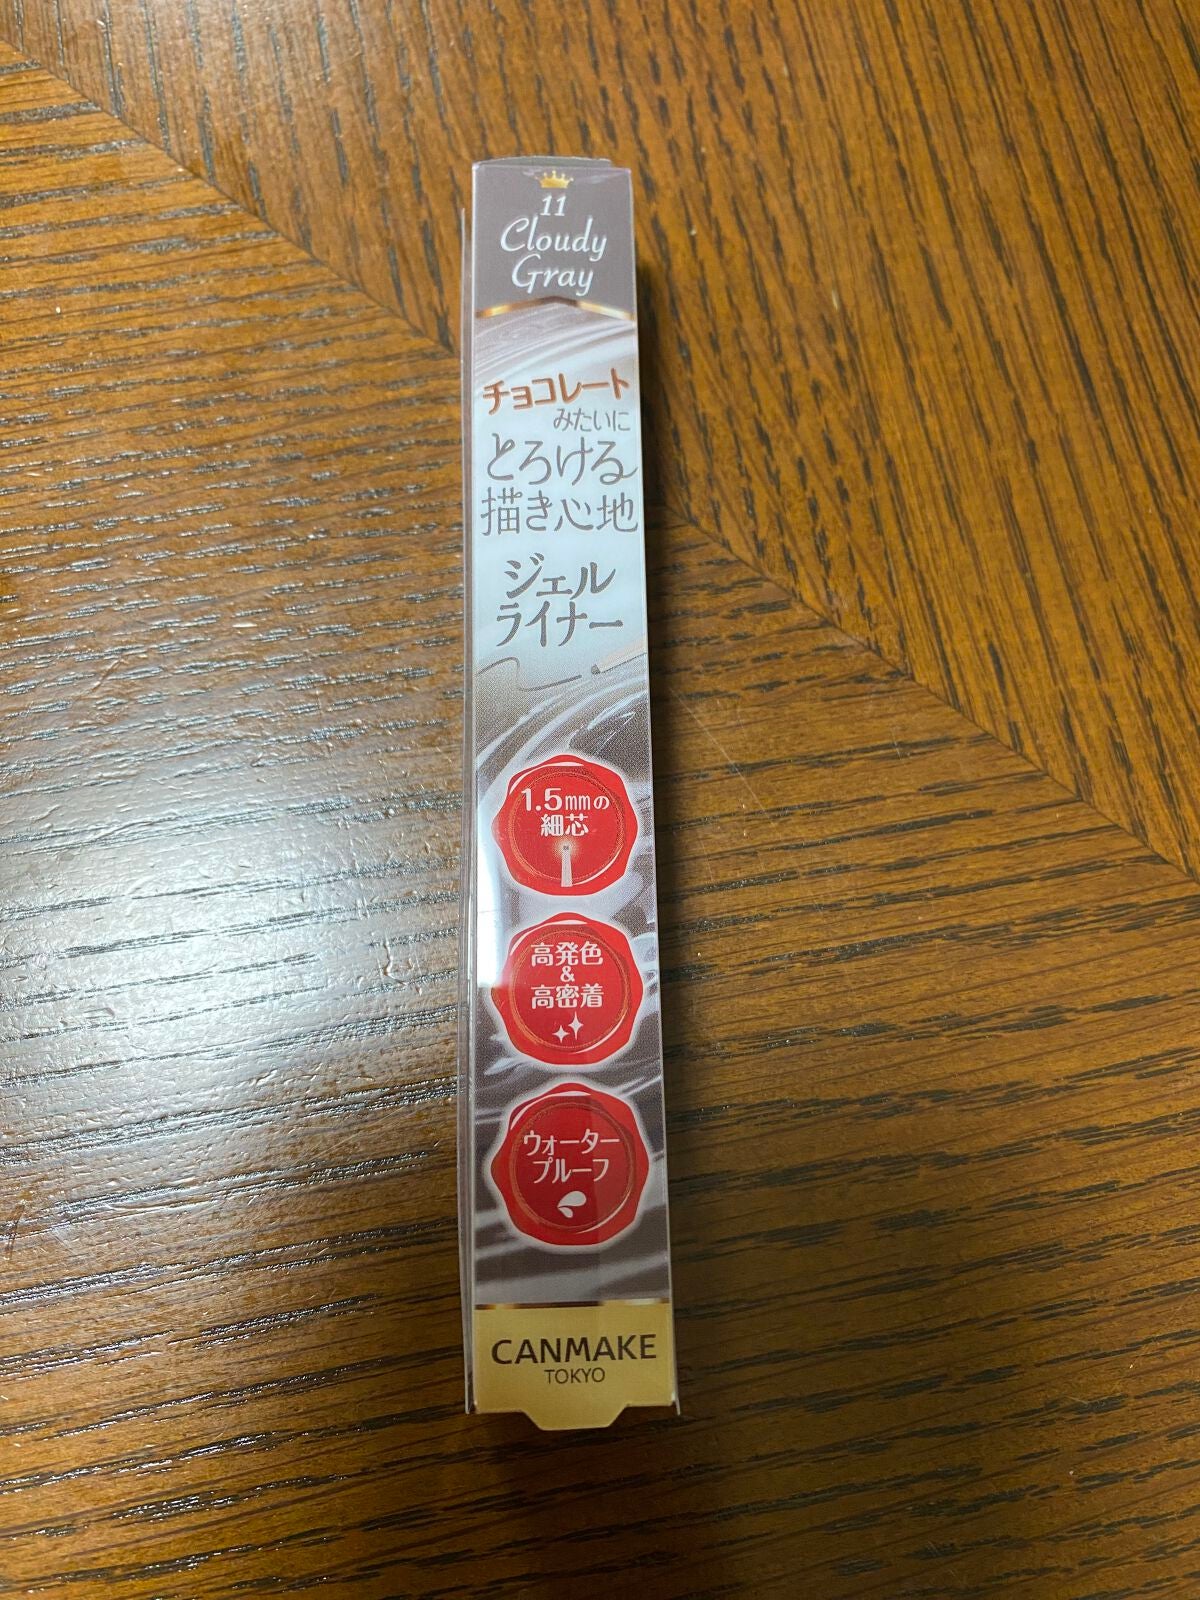 11
Cloudy
Gray
チョコレート
みたいに
とろける
描き心地
ジェル
ライナー
1.5mmの
細芯
高発色
&
高密着
ウォーター
プルーフ
CANMAKE
TOKYO